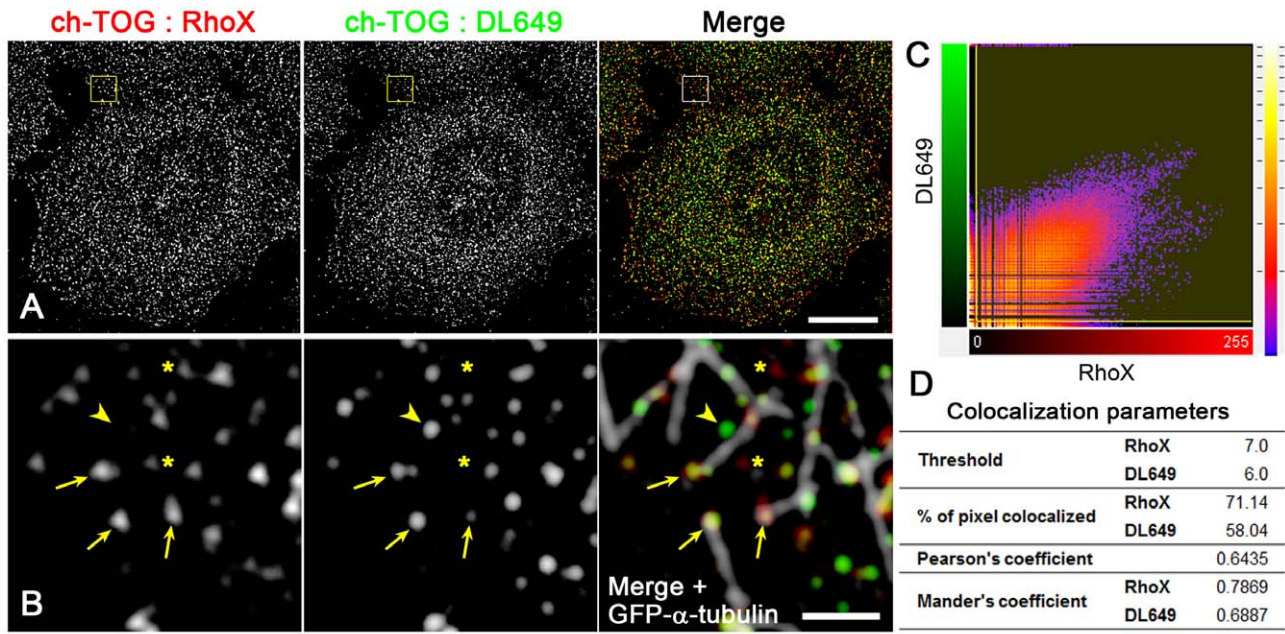 ch-TOG : RhoX
ch-TOG : DL649
Merge
A
B
*
*
*
*
*
*
Merge +
GFP-α-tubulin
C
DL649
0
255
RhoX
D
Colocalization parameters
Threshold RhoX 7.0
DL649 6.0
% of pixel colocalized RhoX 71.14
DL649 58.04
Pearson's coefficient 0.6435
Mander's coefficient RhoX 0.7869
DL649 0.6887